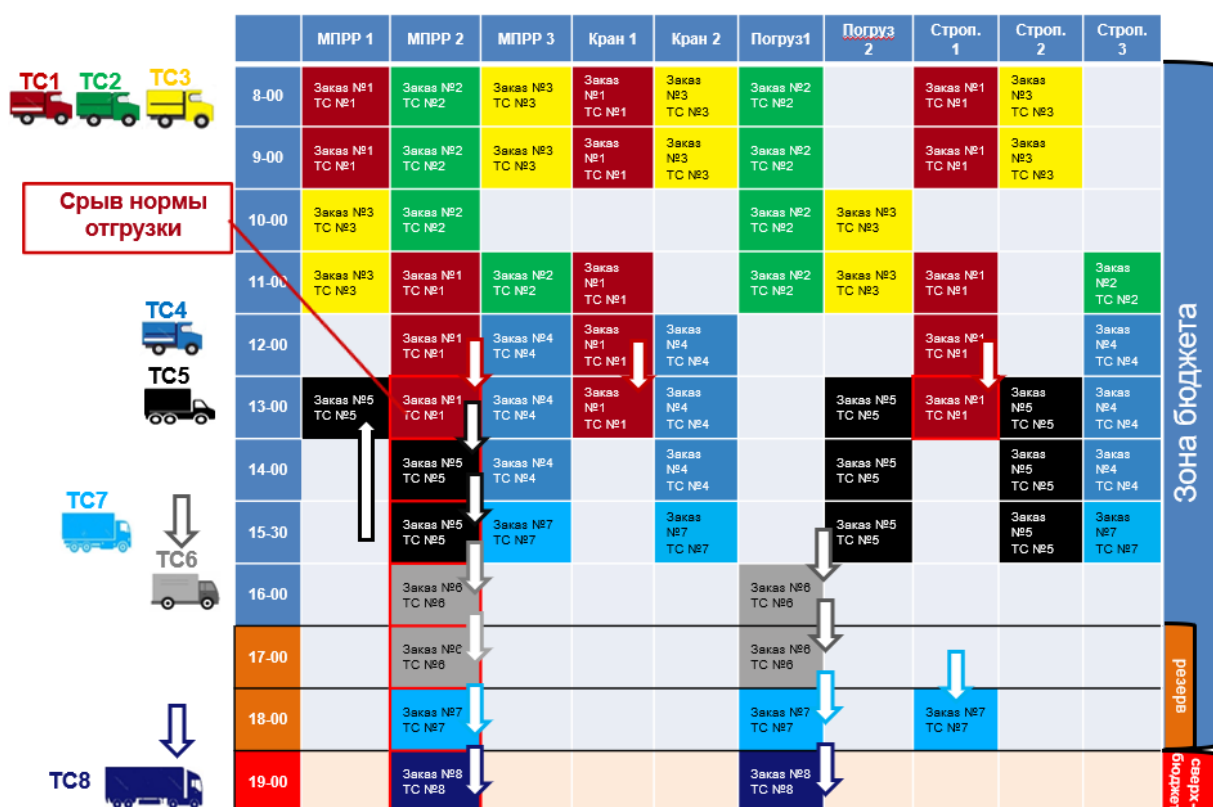 МПРР 1 МПРР 2 МПРР 3 Кран 1 Кран 2 Погруз1 Погруз 2 Строп. 1 Строп. 2 Строп. 3
ТС1 ТС2 ТС3
8-00
Заказ №1 ТС №1
Заказ №2 ТС №2
Заказ №3 ТС №3
Заказ №1 ТС №1
Заказ №3 ТС №3
Заказ №2 ТС №2
Заказ №1 ТС №1
Заказ №3 ТС №3
9-00
Заказ №1 ТС №1
Заказ №2 ТС №2
Заказ №3 ТС №3
Заказ №1 ТС №1
Заказ №3 ТС №3
Заказ №2 ТС №2
Заказ №1 ТС №1
Заказ №3 ТС №3
Срыв нормы
отгрузки
10-00
Заказ №3 ТС №3
Заказ №2 ТС №2
Заказ №2 ТС №2
Заказ №3 ТС №3
11-00
Заказ №3 ТС №3
Заказ №1 ТС №1
Заказ №2 ТС №2
Заказ №1 ТС №1
Заказ №2 ТС №2
Заказ №3 ТС №3
Заказ №1 ТС №1
Заказ №2 ТС №2
ТС4
12-00
Заказ №1 ТС №1
Заказ №4 ТС №4
Заказ №1 ТС №1
Заказ №4 ТС №4
Заказ №1 ТС №1
Заказ №4 ТС №4
ТС5
13-00
Заказ №5 ТС №5
Заказ №1 ТС №1
Заказ №4 ТС №4
Заказ №1 ТС №1
Заказ №4 ТС №4
Заказ №5 ТС №5
Заказ №1 ТС №1
Заказ №5 ТС №5
Заказ №4 ТС №4
14-00
Заказ №5 ТС №5
Заказ №4 ТС №4
Заказ №4 ТС №4
Заказ №5 ТС №5
Заказ №5 ТС №5
Заказ №4 ТС №4
ТС7
15-30
Заказ №5 ТС №5
Заказ №7 ТС №7
Заказ №7 ТС №7
Заказ №5 ТС №5
Заказ №5 ТС №5
Заказ №7 ТС №7
ТС6
16-00
Заказ №6 ТС №6
Заказ №6 ТС №6
17-00
Заказ №6 ТС №6
Заказ №6 ТС №6
18-00
Заказ №7 ТС №7
Заказ №7 ТС №7
Заказ №7 ТС №7
ТС8
19-00
Заказ №8 ТС №8
Заказ №8 ТС №8
Зона бюджета
резерв
сверх-